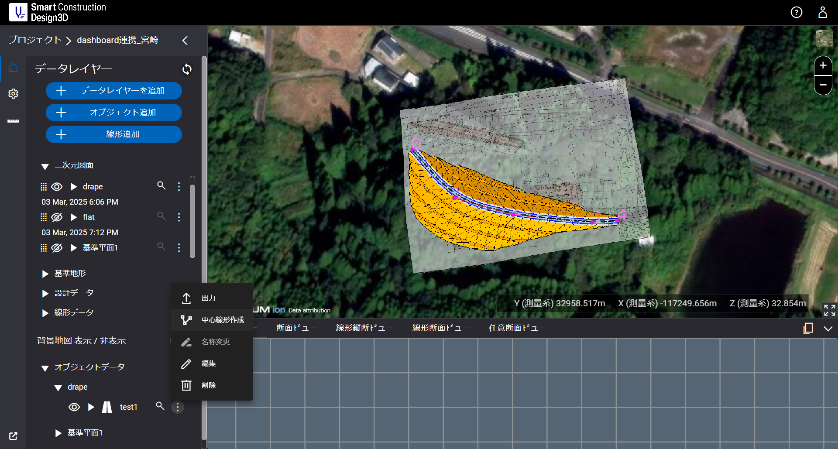 Smart Construction
Design3D
プロジェクト
dashboard連携_宮崎
データレイヤー
データレイヤーを追加
オブジェクト追加
線形追加
二次元図面
drape
03 Mar, 2025 6:06 PM
flat
03 Mar, 2025 7:12 PM
基準平面1
基準地形
設計データ
線形データ
背景地図 表示 / 非表示
オブジェクトデータ
drape
test1
基準平面1
出力
中心線形作成
名称変更
編集
削除
UM ion Data attribution
Y (測量系) 32958.517m X (測量系) -117249.656m Z (測量系) 32.854m
断面ビュー
線形縦断ビュー
線形断面ビュー
任意断面ビュー